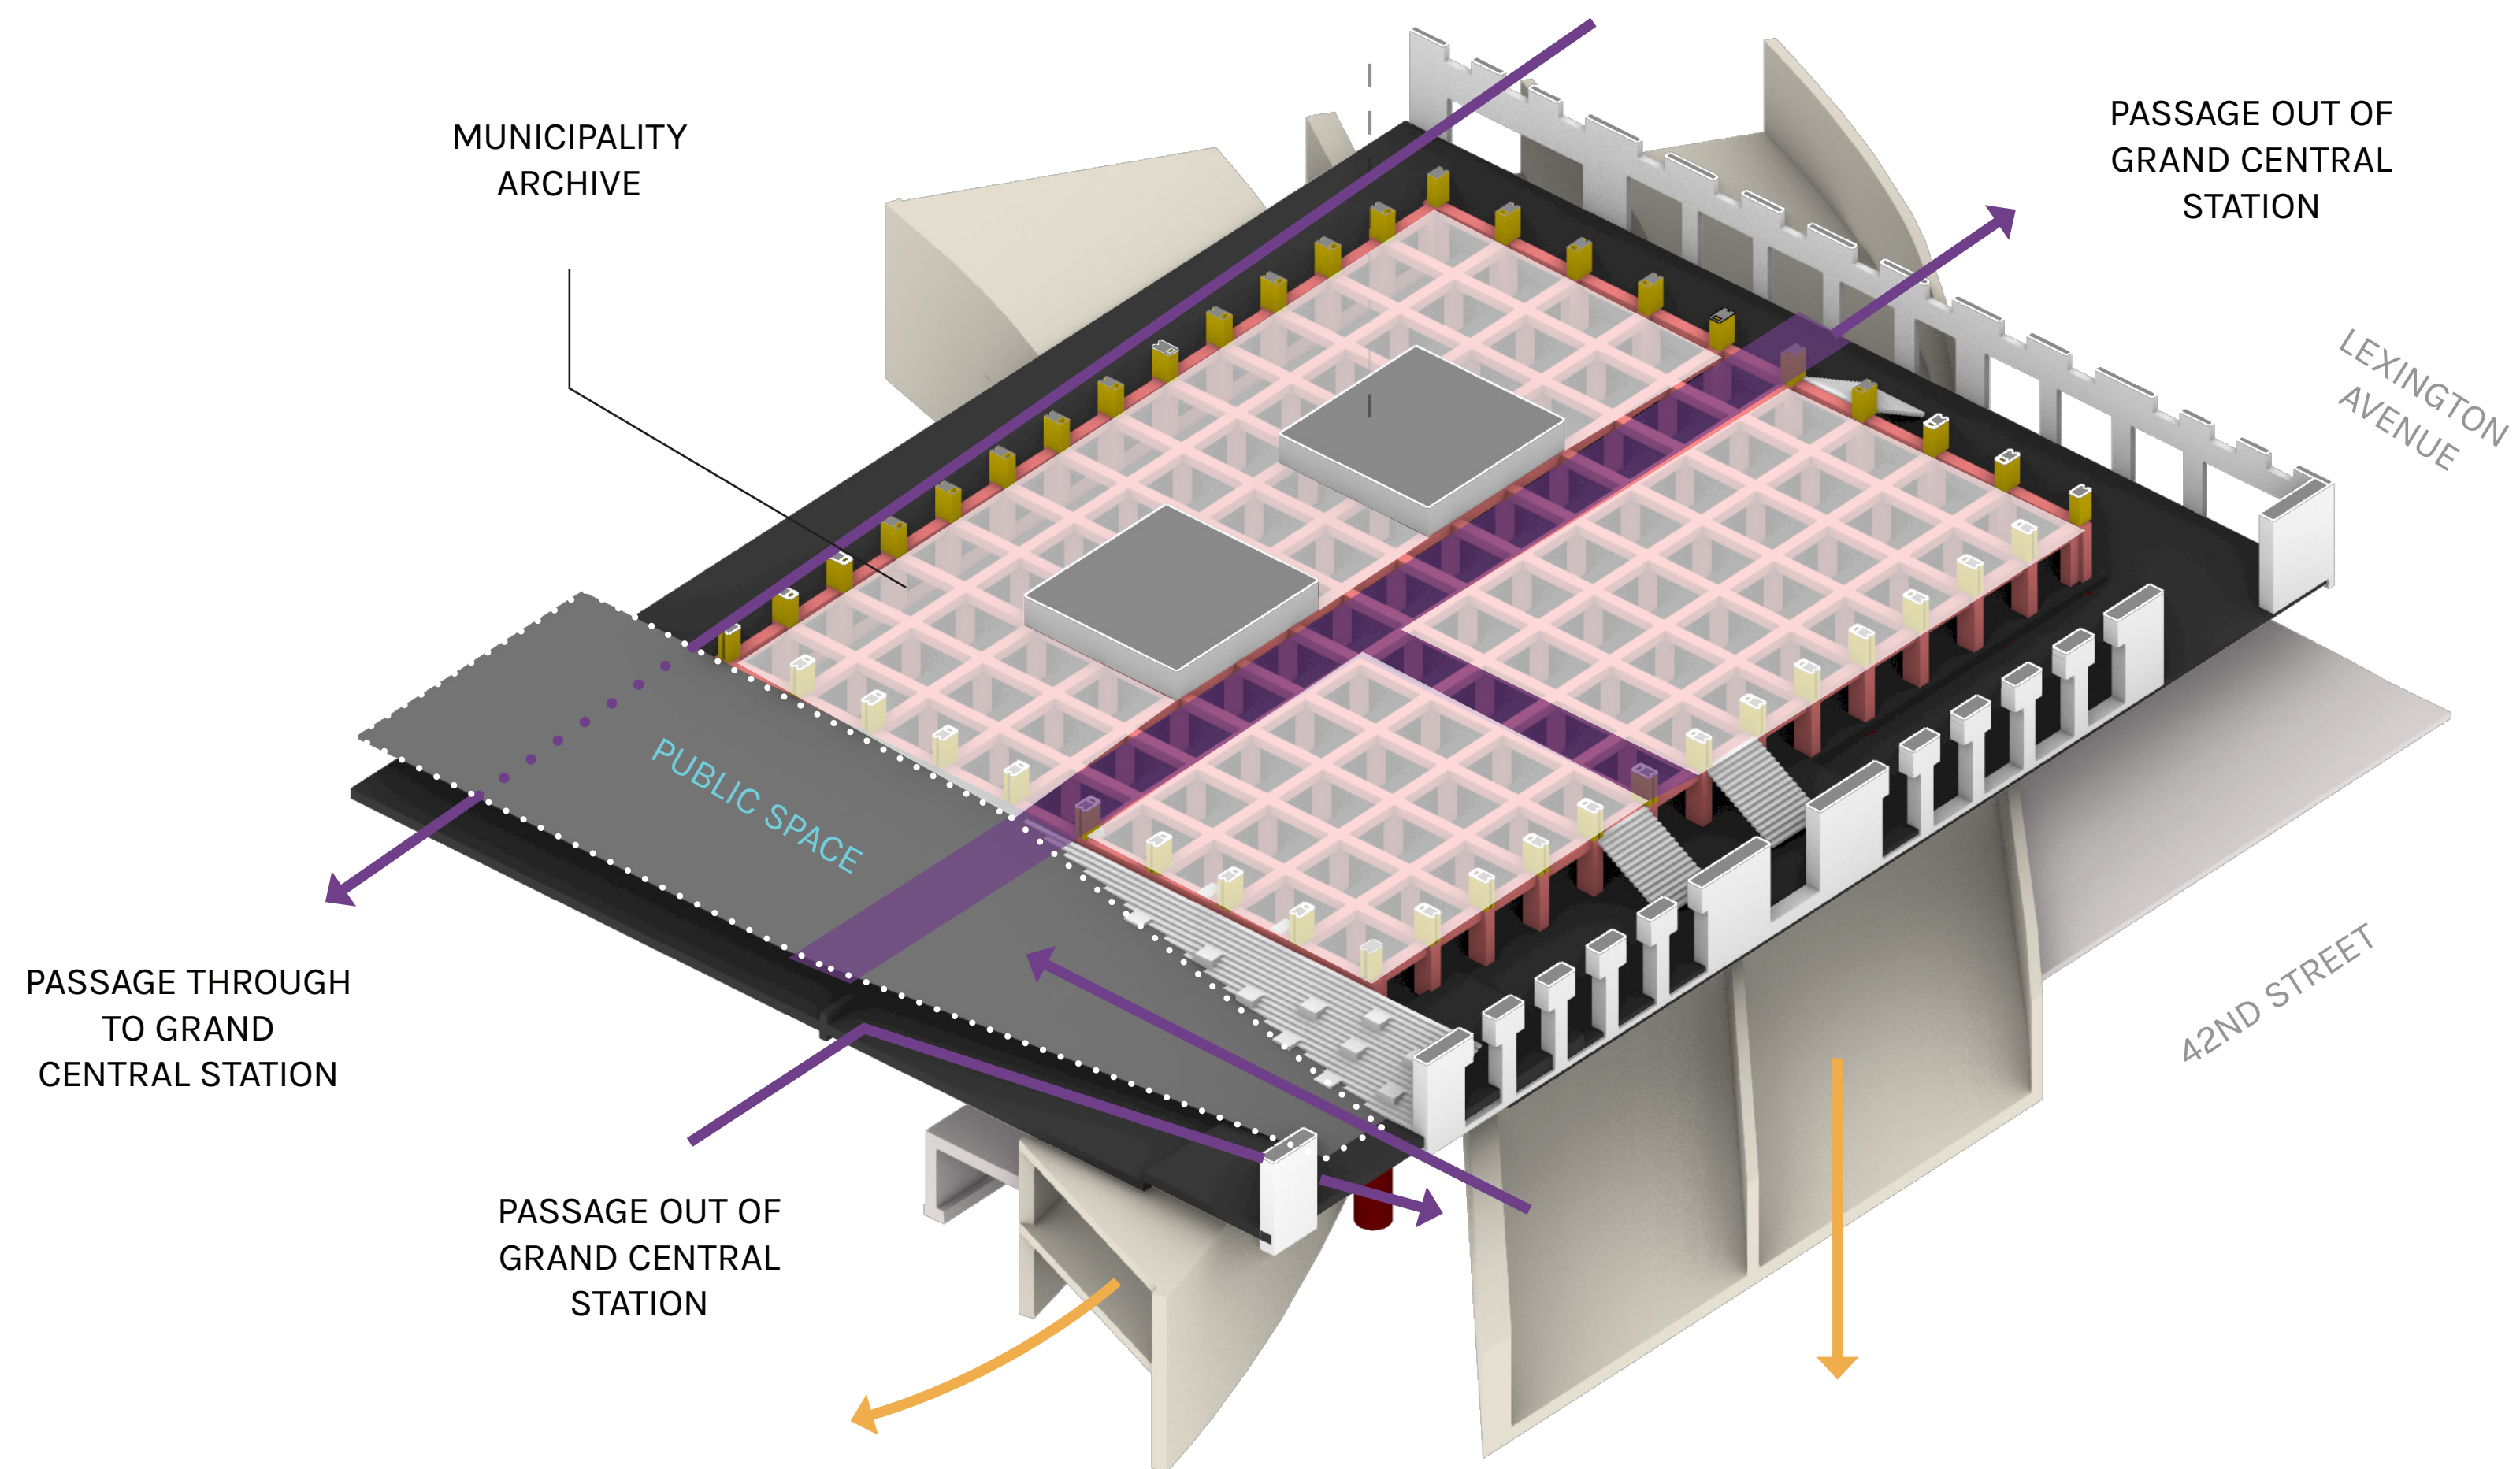 MUNICIPALITY
ARCHIVE
PASSAGE OUT OF
GRAND CENTRAL
STATION
LEXINGTON
AVENUE
PUBLIC SPACE
42ND STREET
PASSAGE THROUGH
TO GRAND
CENTRAL STATION
PASSAGE OUT OF
GRAND CENTRAL
STATION